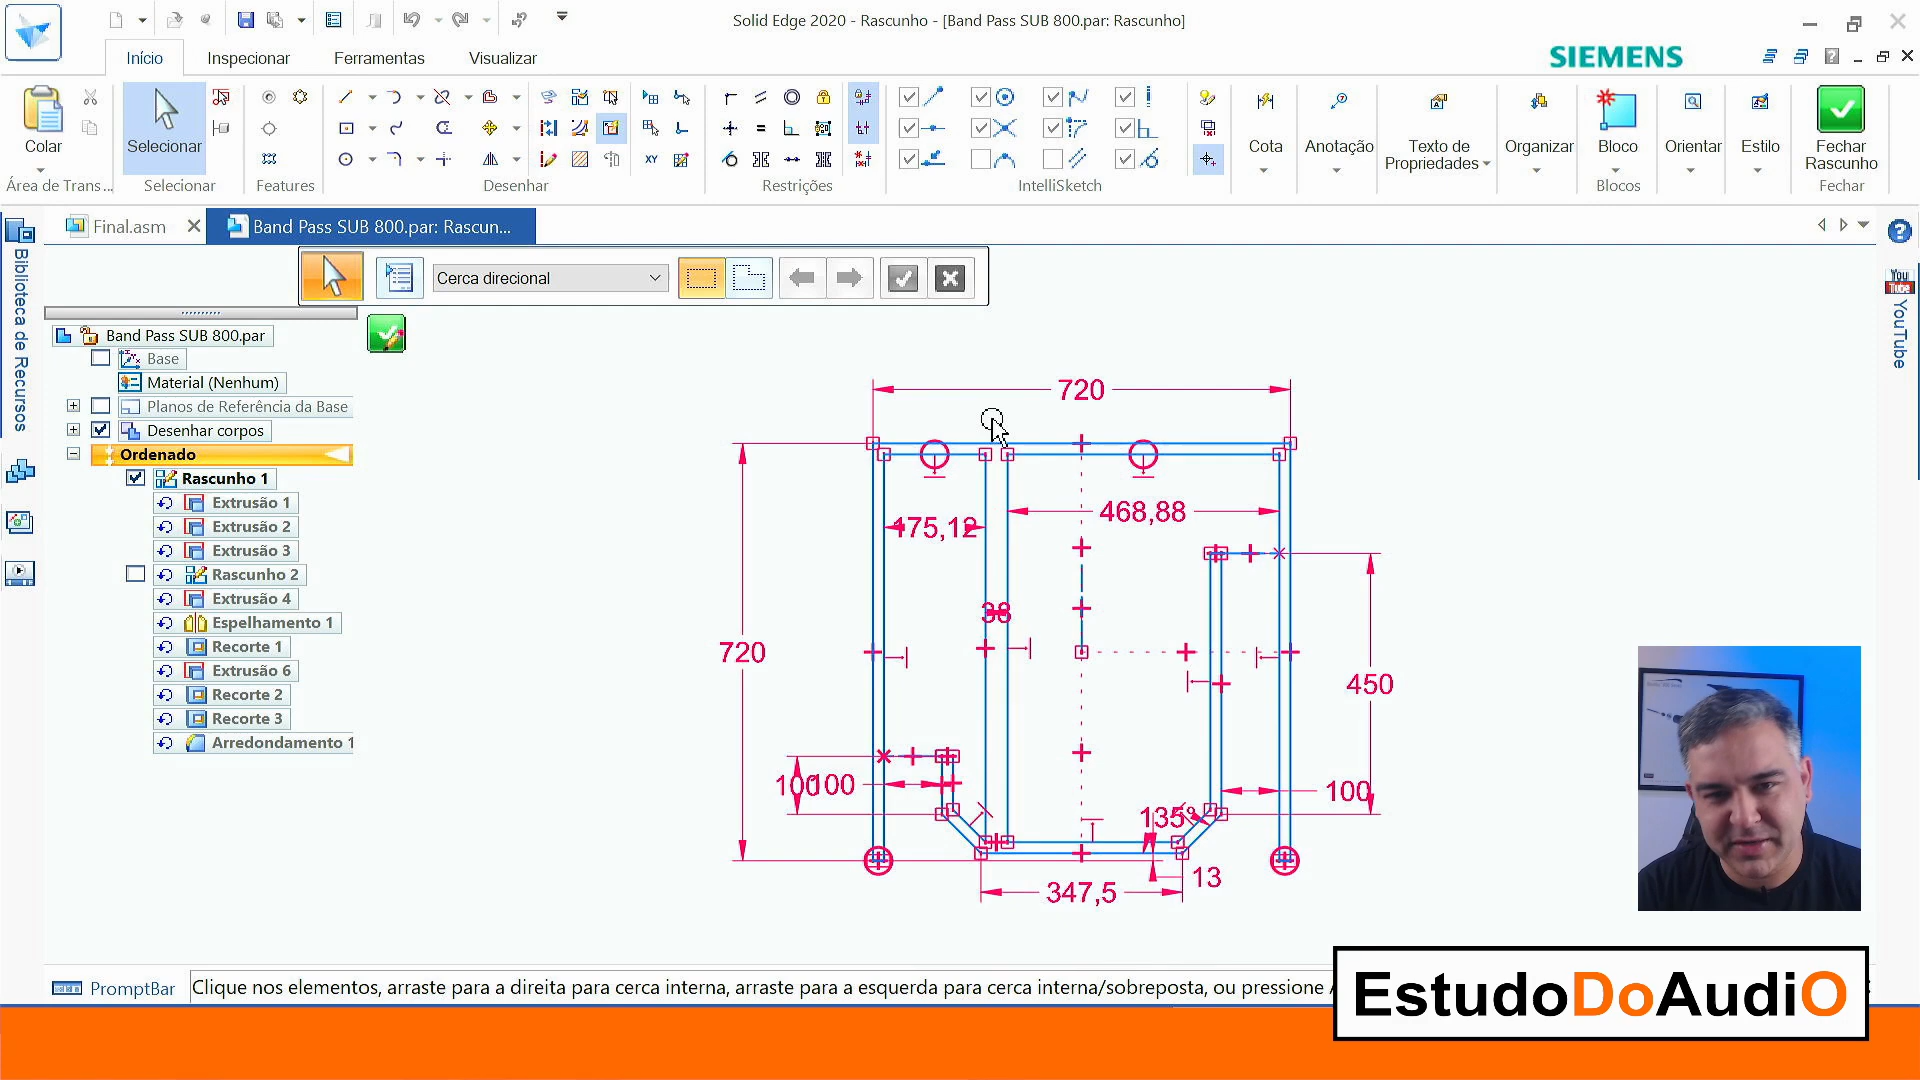 Solid Edge 2020 - Rascunho - [Band Pass SUB 800.par: Rascunho]
Início
Inspecionar
Ferramentas
Visualizar
SIEMENS
Colar
Selecionar
XY
Cota
Anotação
Texto de
Propriedades
Organizar
Bloco
Orientar
Estilo
Fechar
Rascunho
Área de Trans...
Selecionar
Features
Desenhar
Restrições
IntelliSketch
Blocos
Fechar
Final.asm
Band Pass SUB 800.par: Rascun...
Cerca direcional
Biblioteca de Recursos
You
Tube
YouTube
Band Pass SUB 800.par
Base
Material (Nenhum)
Planos de Referência da Base
Desenhar corpos
Ordenado
Rascunho 1
Extrusão 1
Extrusão 2
Extrusão 3
Rascunho 2
Extrusão 4
Espelhamento 1
Recorte 1
Extrusão 6
Recorte 2
Recorte 3
Arredondamento 1
720
468,88
175,12
38
720
450
100
100
100
135°
13
347,5
PromptBar
Clique nos elementos, arraste para a direita para cerca interna, arraste para a esquerda para cerca interna/sobreposta, ou pressione
EstudoDoAudiO